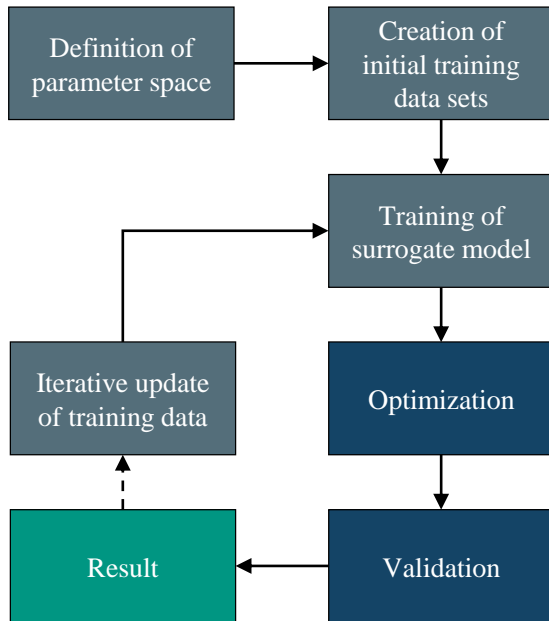 Definition of
parameter space
Creation of
initial training
data sets
Training of
surrogate model
Iterative update
of training data
Optimization
Result
Validation